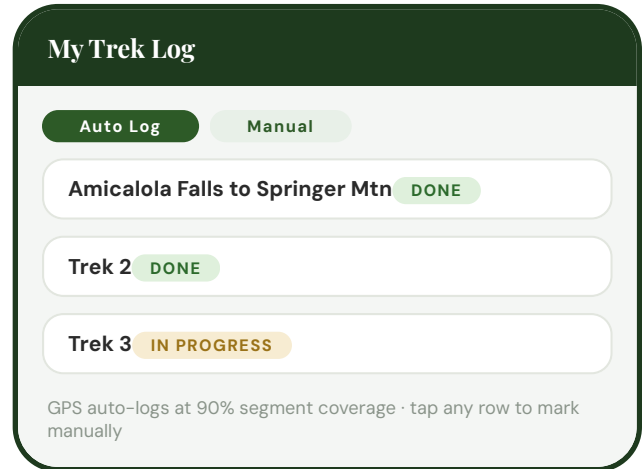 My Trek Log
Auto Log Manual
Amicalola Falls to Springer Mtn DONE
Trek 2 DONE
Trek 3 IN PROGRESS
GPS auto-logs at 90% segment coverage · tap any row to mark
manually